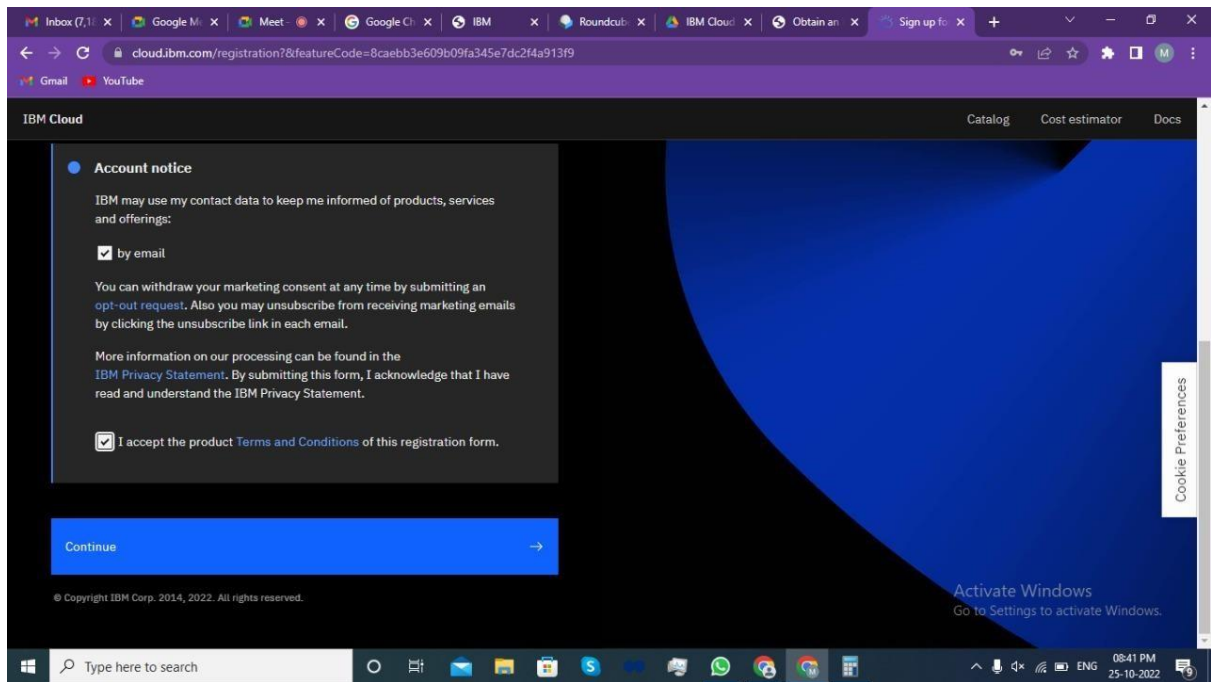 Inbox (7,1
Google Me
Meet -
Google Ch
IBM
Roundcub
IBM Cloud
Obtain an
Sign up fo
cloud.ibm.com/registration?&featureCode=8caebb3e609b09fa345e7dc2f4a913f9
M
Gmail
YouTube
IBM Cloud
Catalog
Cost estimator
Docs
Account notice
IBM may use my contact data to keep me informed of products, services
and offerings:
by email
You can withdraw your marketing consent at any time by submitting an
opt-out request. Also you may unsubscribe from receiving marketing emails
by clicking the unsubscribe link in each email.
More information on our processing can be found in the
IBM Privacy Statement. By submitting this form, I acknowledge that I have
read and understand the IBM Privacy Statement.
I accept the product Terms and Conditions of this registration form.
Cookie Preferences
Continue
© Copyright IBM Corp. 2014, 2022. All rights reserved.
Activate Windows
Go to Settings to activate Windows.
Type here to search
ENG
08:41 PM
25-10-2022
9